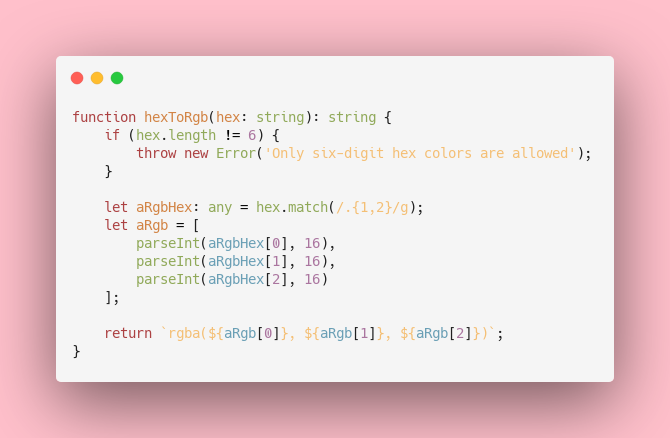 function hexToRgb(hex: string): string {
    if (hex.length != 6) {
        throw new Error('Only six-digit hex colors are allowed');
    }

    let aRgbHex: any = hex.match(/.{1,2}/g);
    let aRgb = [
        parseInt(aRgbHex[0], 16),
        parseInt(aRgbHex[1], 16),
        parseInt(aRgbHex[2], 16)
    ];

    return `rgba(${aRgb[0]}, ${aRgb[1]}, ${aRgb[2]})`;
}